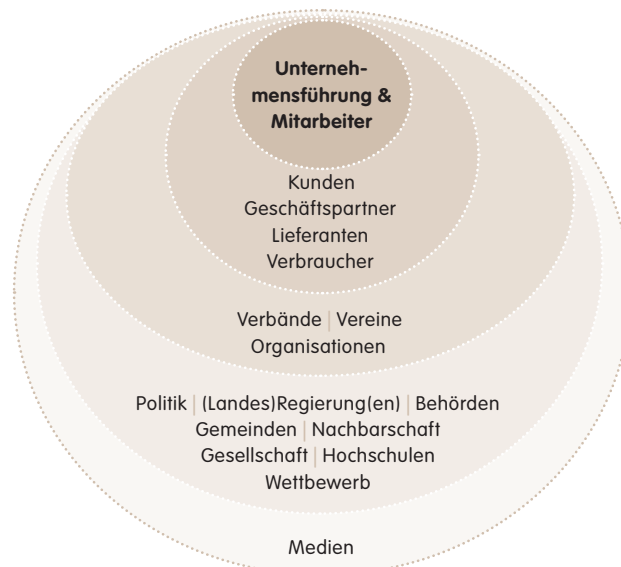 Unterneh-
mensführung &
Mitarbeiter
Kunden
Geschäftspartner
Lieferanten
Verbraucher
Verbände | Vereine
Organisationen
Politik | (Landes)Regierung(en) | Behörden
Gemeinden | Nachbarschaft
Gesellschaft | Hochschulen
Wettbewerb
Medien